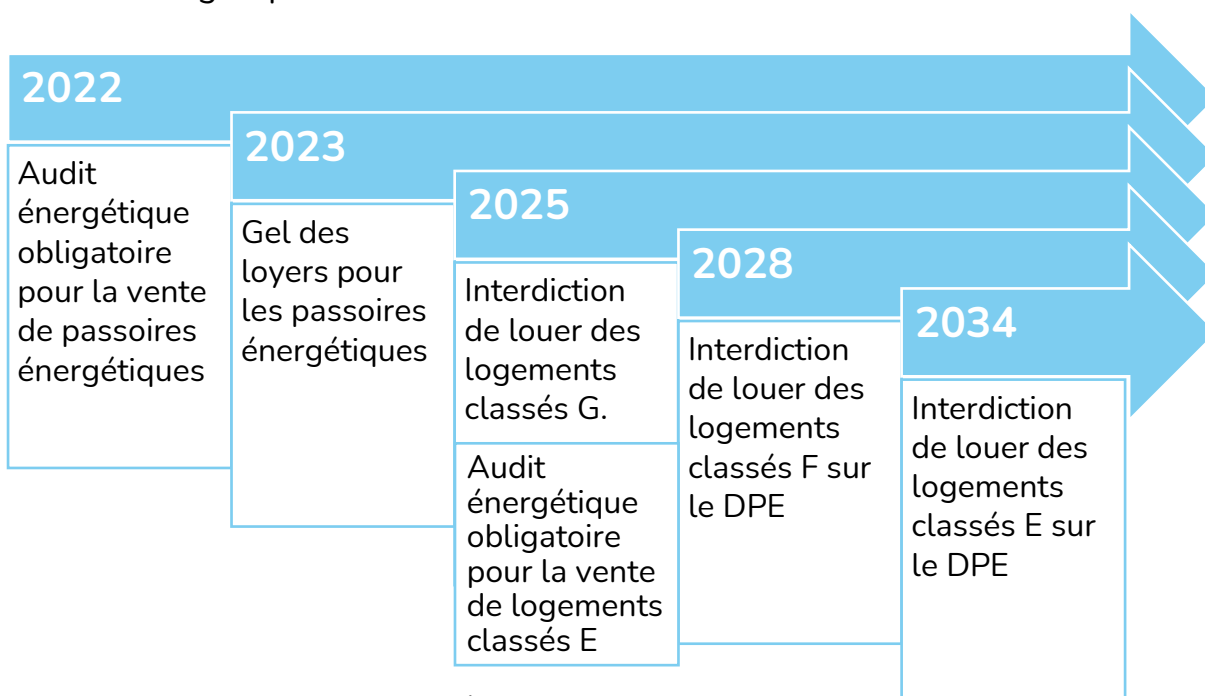 2022
Audit
énergétique
obligatoire
pour la vente
de passoires
énergétiques
2023
Gel des
loyers pour
les passoires
énergétiques
2025
Interdiction
de louer des
logements
classés G.
Audit
énergétique
obligatoire
pour la vente
de logements
classés E
2028
Interdiction
de louer des
logements
classés F sur
le DPE
2034
Interdiction
de louer des
logements
classés E sur
le DPE